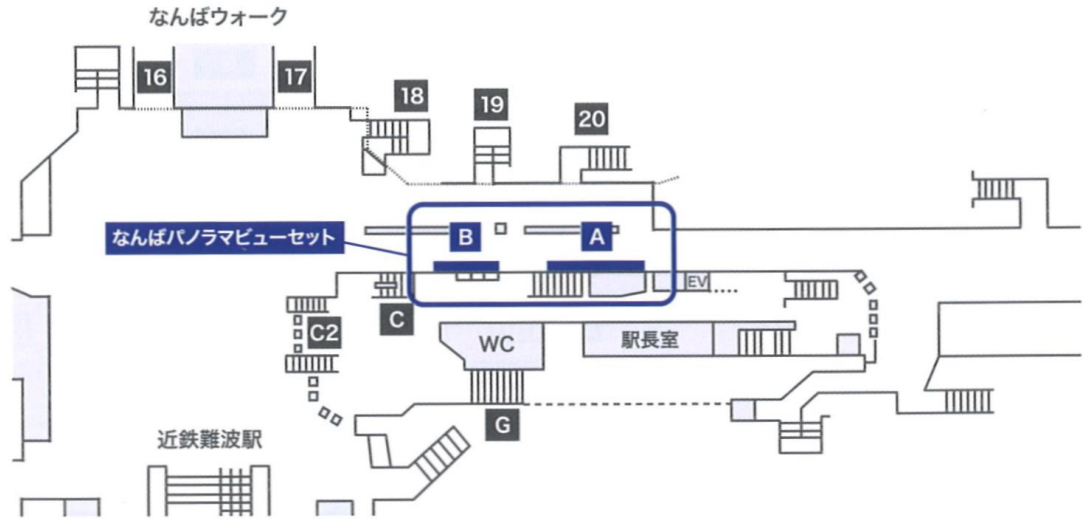 なんばウォーク
16
17
18
19
20
なんばパノラマビューセット
B
A
EV
C
C2
WC
駅長室
G
近鉄難波駅